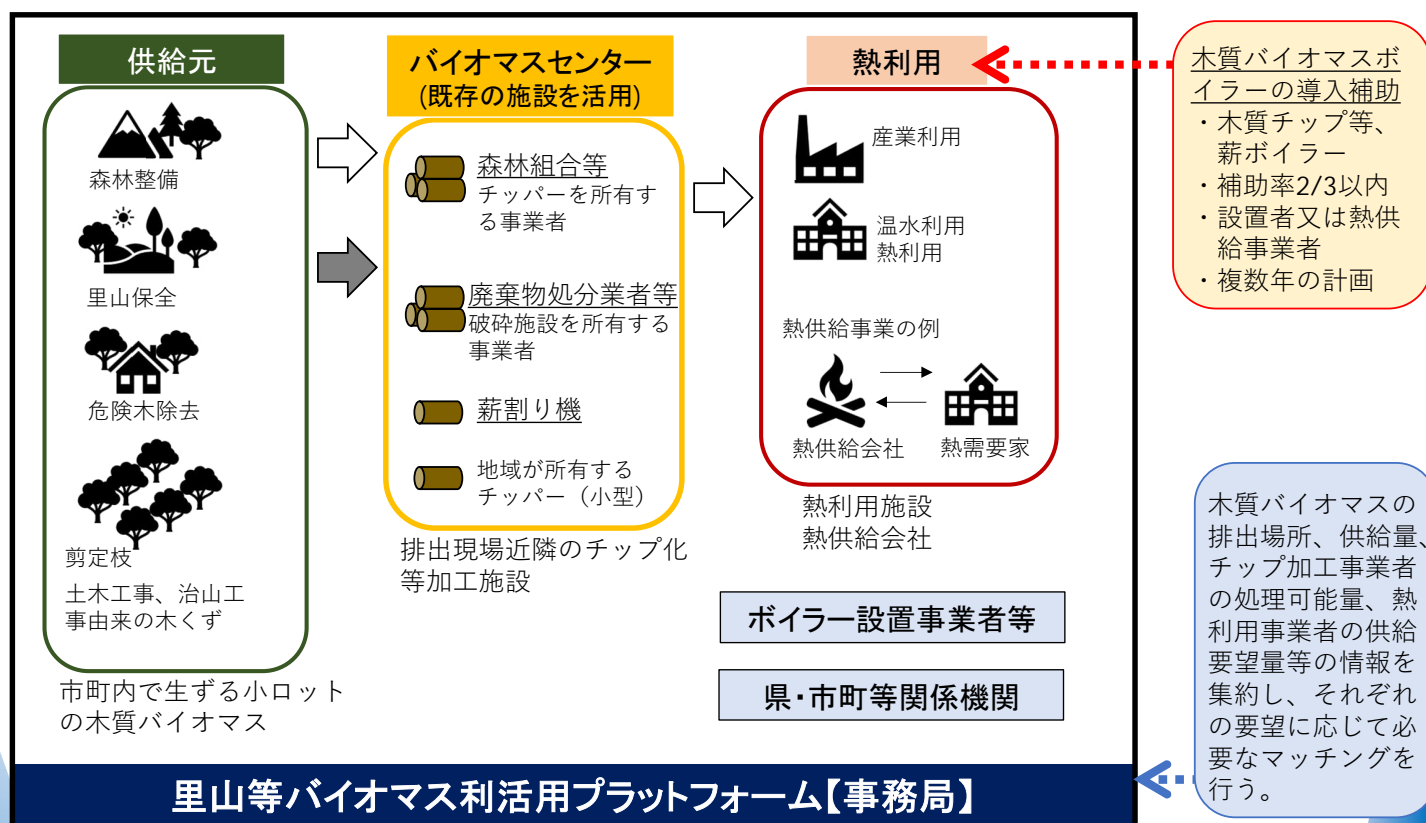 供給元
森林整備
里山保全
危険木除去
剪定枝
土木工事、治山工
事由来の木くず
市町内で生ずる小ロット
の木質バイオマス
バイオマスセンター
(既存の施設を活用)
森林組合等
チッパーを所有す
る事業者
廃棄物処分業者等
破砕施設を所有する
事業者
薪割り機
地域が所有する
チッパー（小型）
排出現場近隣のチップ化
等加工施設
熱利用
産業利用
温水利用
熱利用
熱供給事業の例
熱供給会社
熱需要家
熱利用施設
熱供給会社
ボイラー設置事業者等
県・市町等関係機関
木質バイオマスボ
イラーの導入補助
・木質チップ等、
薪ボイラー
・補助率2/3以内
・設置者又は熱供
給事業者
・複数年の計画
木質バイオマスの
排出場所、供給量、
チップ加工事業者
の処理可能量、熱
利用事業者の供給
要望量等の情報を
集約し、それぞれ
の要望に応じて必
要なマッチングを
行う。
里山等バイオマス利活用プラットフォーム【事務局】